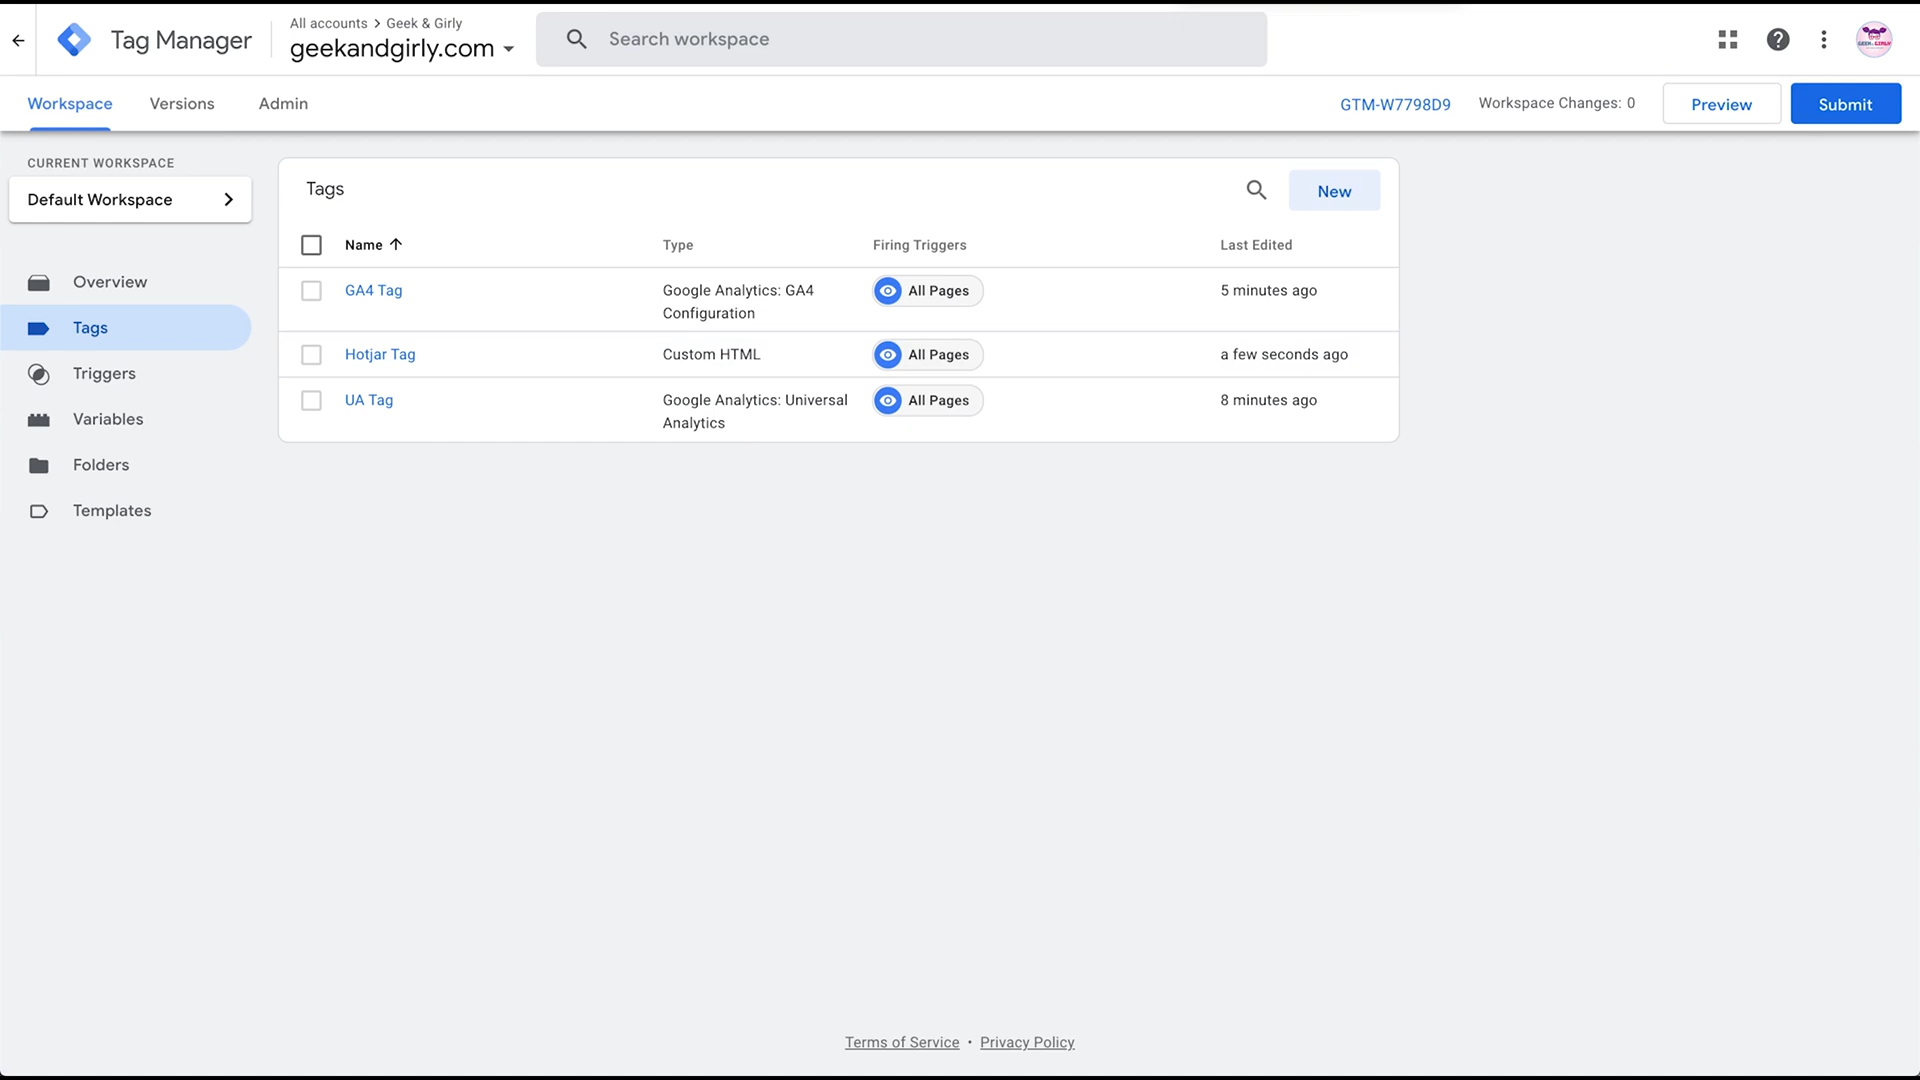 All accounts > Geek & Girly
Tag Manager
geekandgirly.com
Search workspace
GEEK & GIRLY
Workspace
Versions
Admin
GTM-W7798D9
Workspace Changes: 0
Preview
Submit
CURRENT WORKSPACE
Default Workspace
Overview
Tags
Triggers
Variables
Folders
Templates
Tags
New
Name
Type
Firing Triggers
Last Edited
GA4 Tag
Google Analytics: GA4
Configuration
All Pages
5 minutes ago
Hotjar Tag
Custom HTML
All Pages
a few seconds ago
UA Tag
Google Analytics: Universal
Analytics
All Pages
8 minutes ago
Terms of Service • Privacy Policy